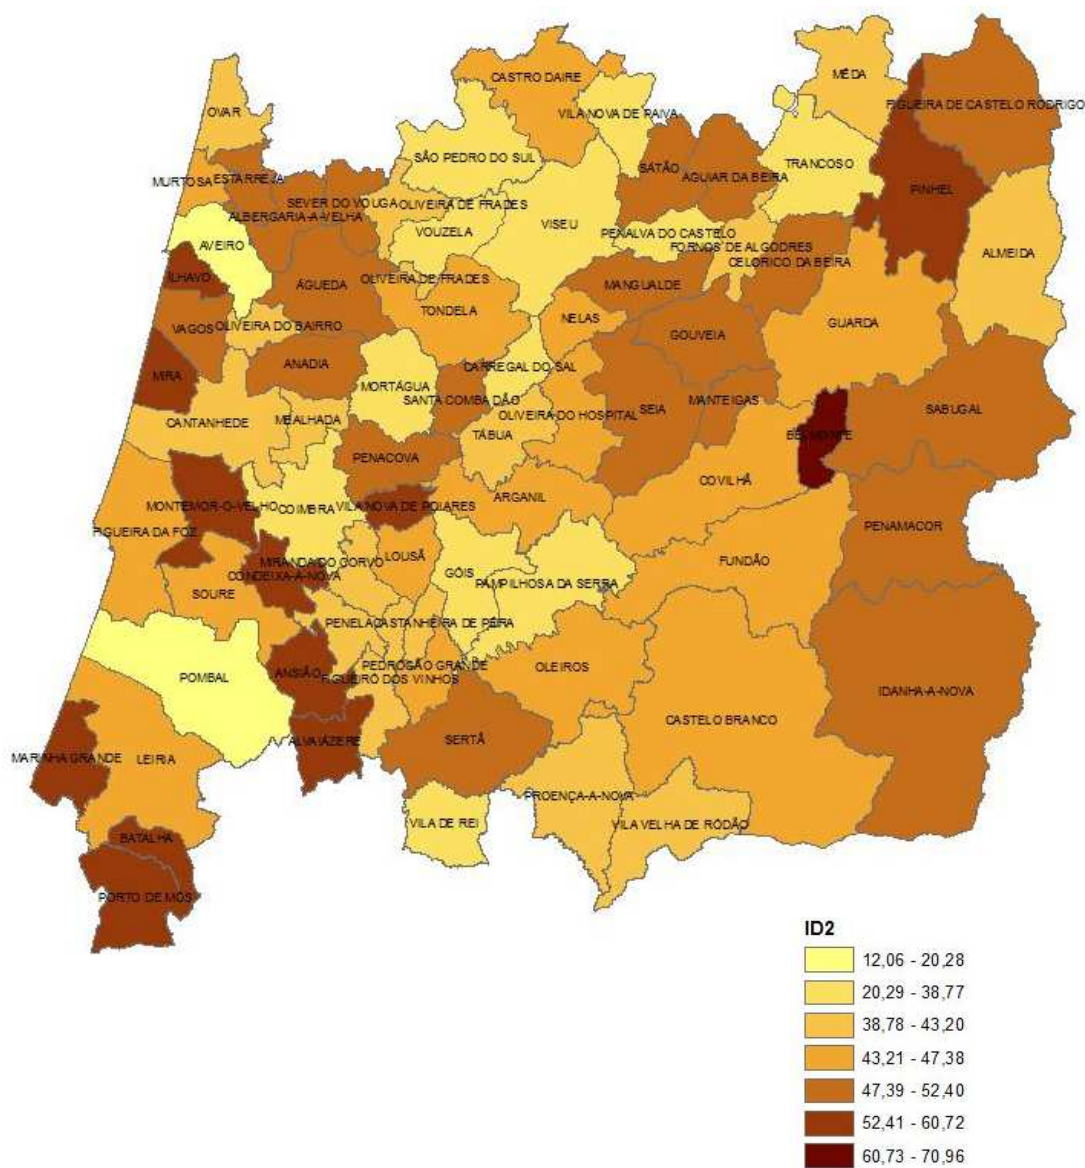 CASTRO DAIRE
MÊDA
OVAR
VILA NOVA DE PAIVA
FIGUEIRA DE CASTELO RODRIGO
SÃO PEDRO DO SUL
SÁTÃO
TRANCOSO
MURTOSA
ESTARREJA
AGUIAR DA BEIRA
PINHEL
SEVER DO VOUGA
OLIVEIRA DE FRADES
ALBERGARIA-A-VELHA
VISEU
VOUZELA
PENALVA DO CASTELO
AVEIRO
FORNOS DE ALGODRES
ALMEIDA
CELORICO DA BEIRA
ÍLHAVO
OLIVEIRA DE FRADES
ÁGUEDA
MANGUALDE
TONDELA
NELAS
GUARDA
VAGOS
OLIVEIRA DO BAIRRO
GOUVEIA
ANADIA
CARREGAL DO SAL
MIRA
MORTÁGUA
SANTA COMBA DÃO
MANTEIGAS
SEIA
SABUGAL
OLIVEIRA DO HOSPITAL
CANTANHEDE
MEALHADA
TÁBUA
BELMONTE
PENACOVA
COVILHÃ
ARGANIL
MONTEMOR-O-VELHO
COIMBRA
VILA NOVA DE POIARES
PENAMACOR
FIGUEIRA DA FOZ
LOUSÃ
MIRANDA DO CORVO
FUNDÃO
GÓIS
CONDEIXA-A-NOVA
PAMPILHOSA DA SERRA
SOURE
PENELA
CASTANHEIRA DE PÊRA
PEDRÓGÃO GRANDE
OLEIROS
ANSIÃO
POMBAL
FIGUEIRÓ DOS VINHOS
IDANHA-A-NOVA
CASTELO BRANCO
SERTÃ
ALVAIÁZERE
MARINHA GRANDE
LEIRIA
PROENÇA-A-NOVA
VILA DE REI
VILA VELHA DE RÓDÃO
BATALHA
PORTO DE MÓS
ID2
12,06 - 20,28
20,29 - 38,77
38,78 - 43,20
43,21 - 47,38
47,39 - 52,40
52,41 - 60,72
60,73 - 70,96